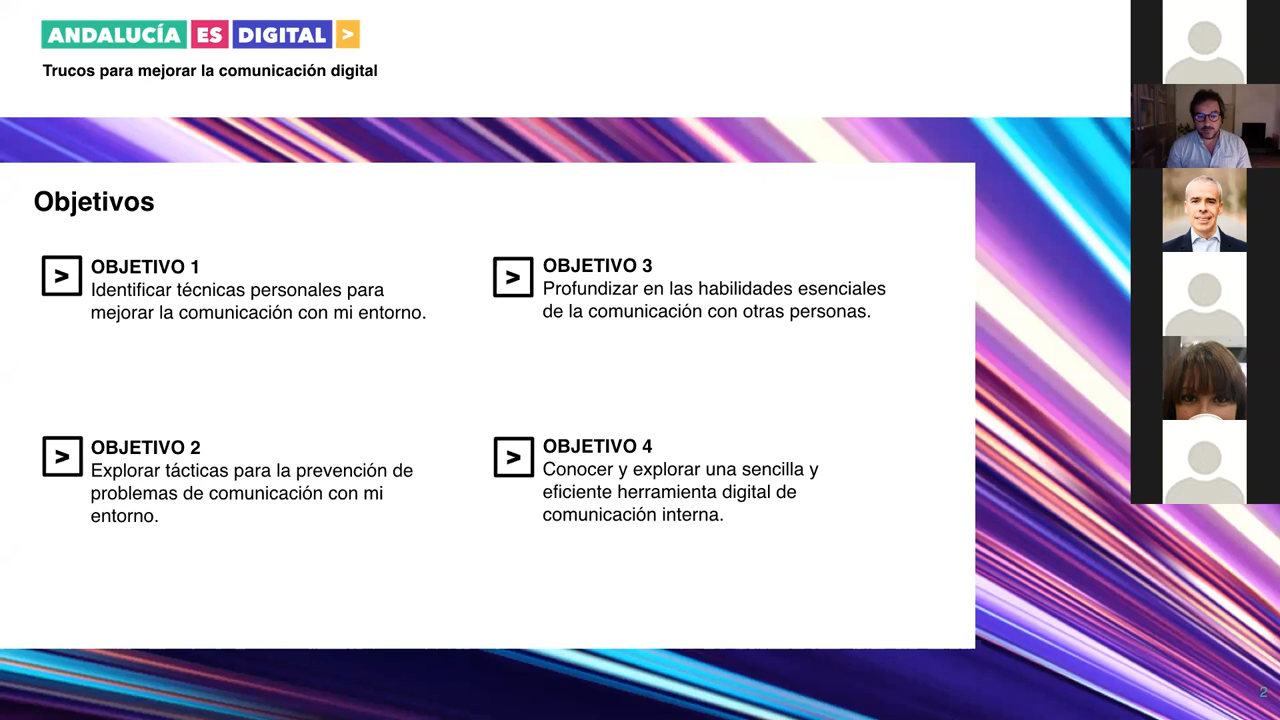 ANDALUCÍA ES DIGITAL >
Trucos para mejorar la comunicación digital
Objetivos
> OBJETIVO 1
Identificar técnicas personales para
mejorar la comunicación con mi entorno.
> OBJETIVO 2
Explorar tácticas para la prevención de
problemas de comunicación con mi
entorno.
> OBJETIVO 3
Profundizar en las habilidades esenciales
de la comunicación con otras personas.
> OBJETIVO 4
Conocer y explorar una sencilla y
eficiente herramienta digital de
comunicación interna.
2